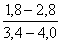 1,8 – 2,8
3,4 – 4,0